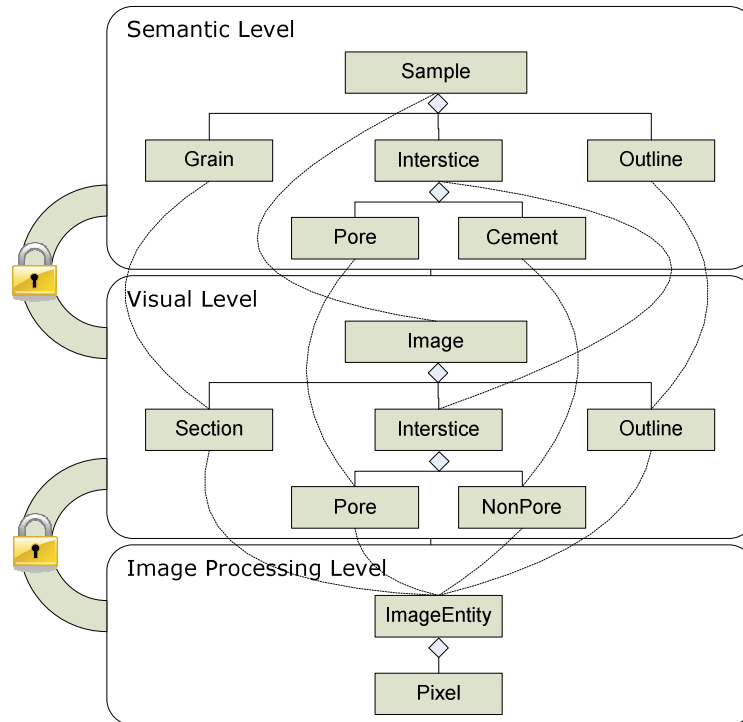 Semantic Level
Sample
Grain
Interstice
Outline
Pore
Cement
Visual Level
Image
Section
Interstice
Outline
Pore
NonPore
Image Processing Level
ImageEntity
Pixel